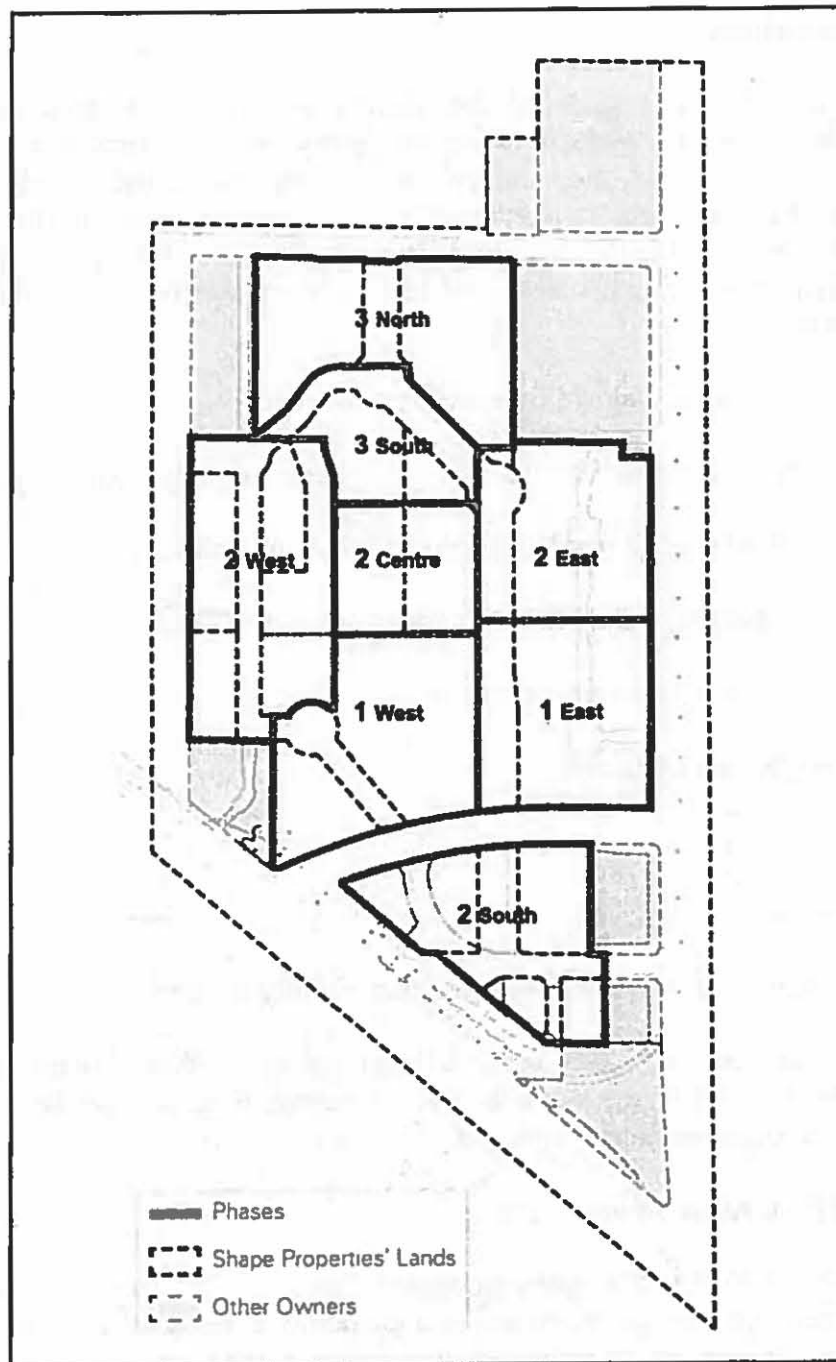 3 North
3 South
2 West
2 Centre
2 East
1 West
1 East
2 South
Phases
Shape Properties' Lands
Other Owners